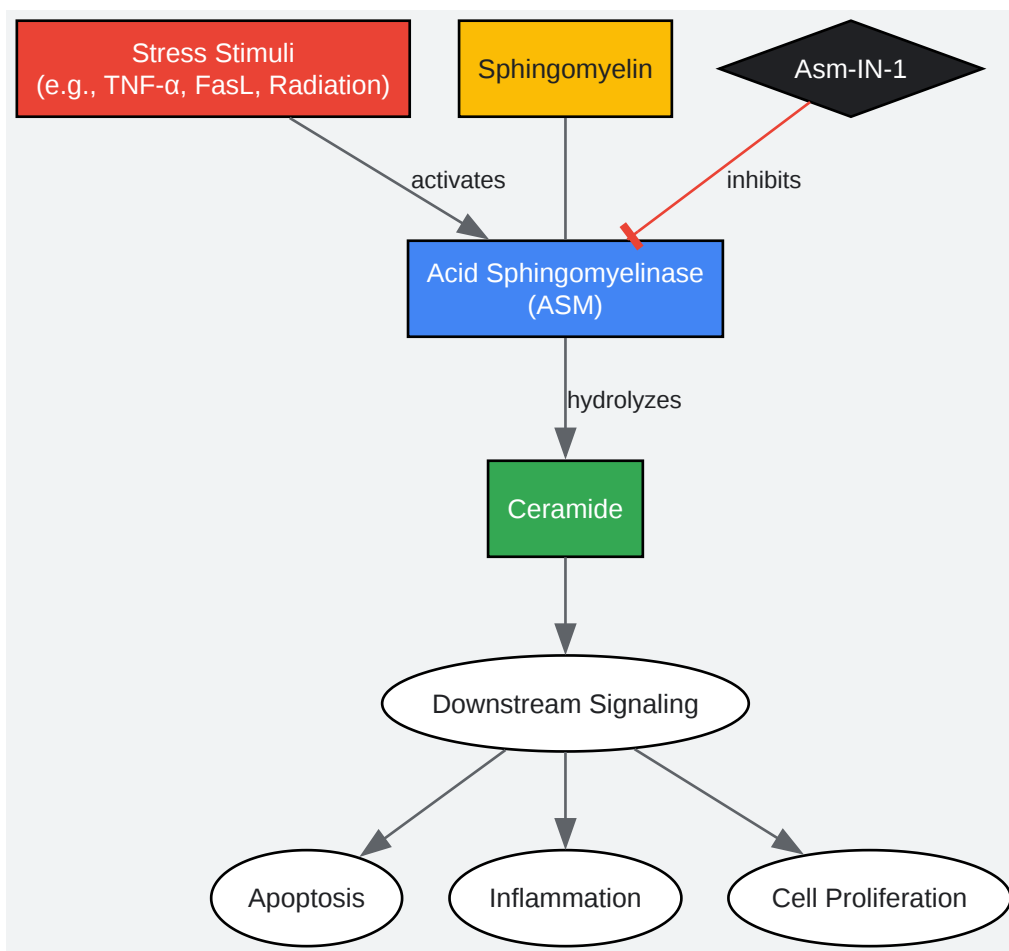 Stress Stimuli
(e.g., TNF-α, FasL, Radiation)
Sphingomyelin
Asm-IN-1
activates
inhibits
Acid Sphingomyelinase
(ASM)
hydrolyzes
Ceramide
Downstream Signaling
Apoptosis
Inflammation
Cell Proliferation